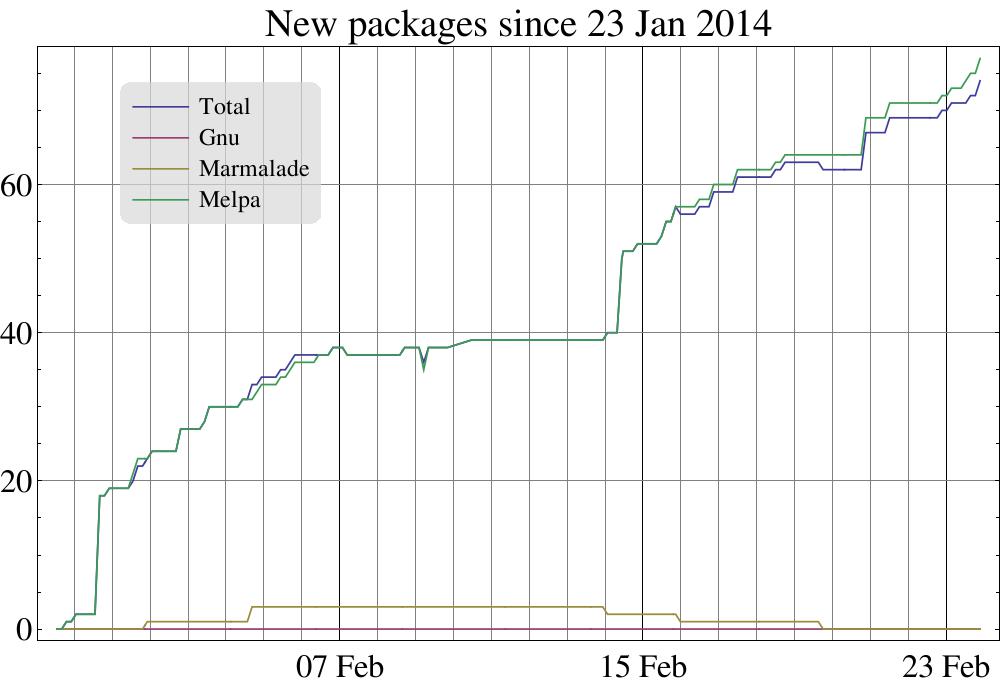 New packages since 23 Jan 2014
Total
Gnu
Marmalade
Melpa
60
40
20
0
07 Feb
15 Feb
23 Feb